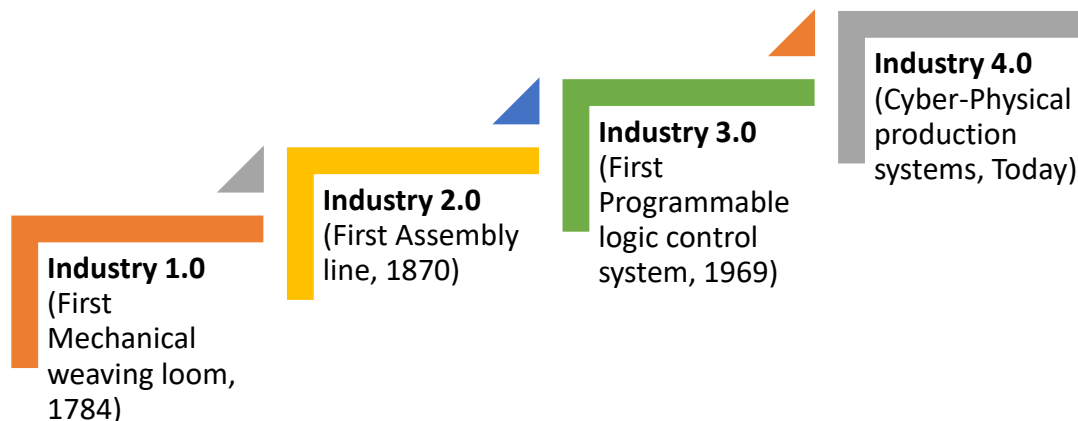 Industry 1.0
(First
Mechanical
weaving loom,
1784)
Industry 2.0
(First Assembly
line, 1870)
Industry 3.0
(First
Programmable
logic control
system, 1969)
Industry 4.0
(Cyber-Physical
production
systems, Today)